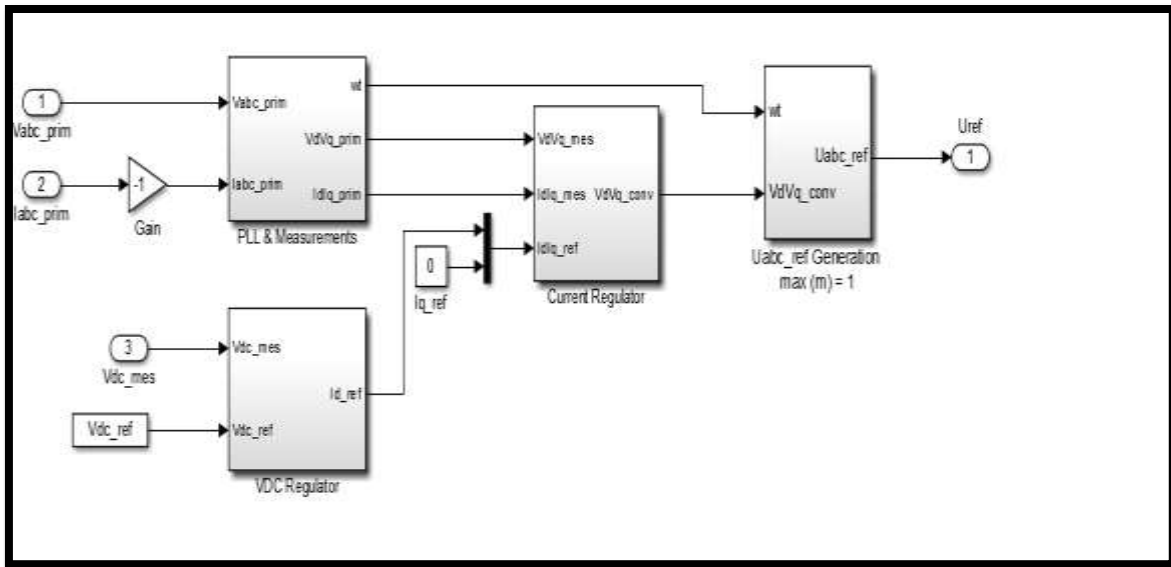 1
Vabc_prim
2
Iabc_prim
-1
Gain
Vabc_prim
Iabc_prim
wt
VdVq_prim
IdIq_prim
PLL & Measurements
0
Iq_ref
VdVq_mes
IdIq_mes
IdIq_ref
VdVq_conv
Current Regulator
wt
VdVq_conv
Uabc_ref
Uabc_ref Generation
max (m) = 1
Uref
1
3
Vdc_mes
Vdc_ref
Vdc_mes
Vdc_ref
Id_ref
VDC Regulator